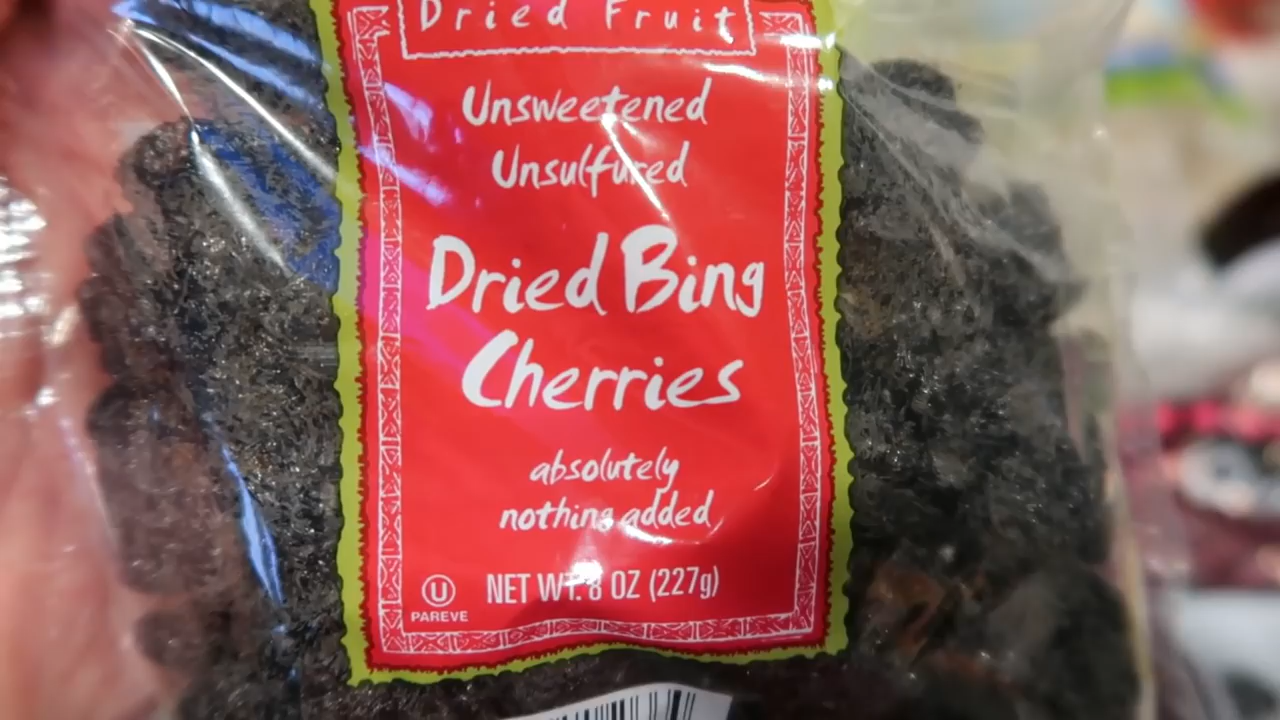 Dried Fruit
Unsweetened
Unsulfured
Dried Bing
Cherries
absolutely
nothing added
U
PAREVE
NET WT. 8 OZ (227g)